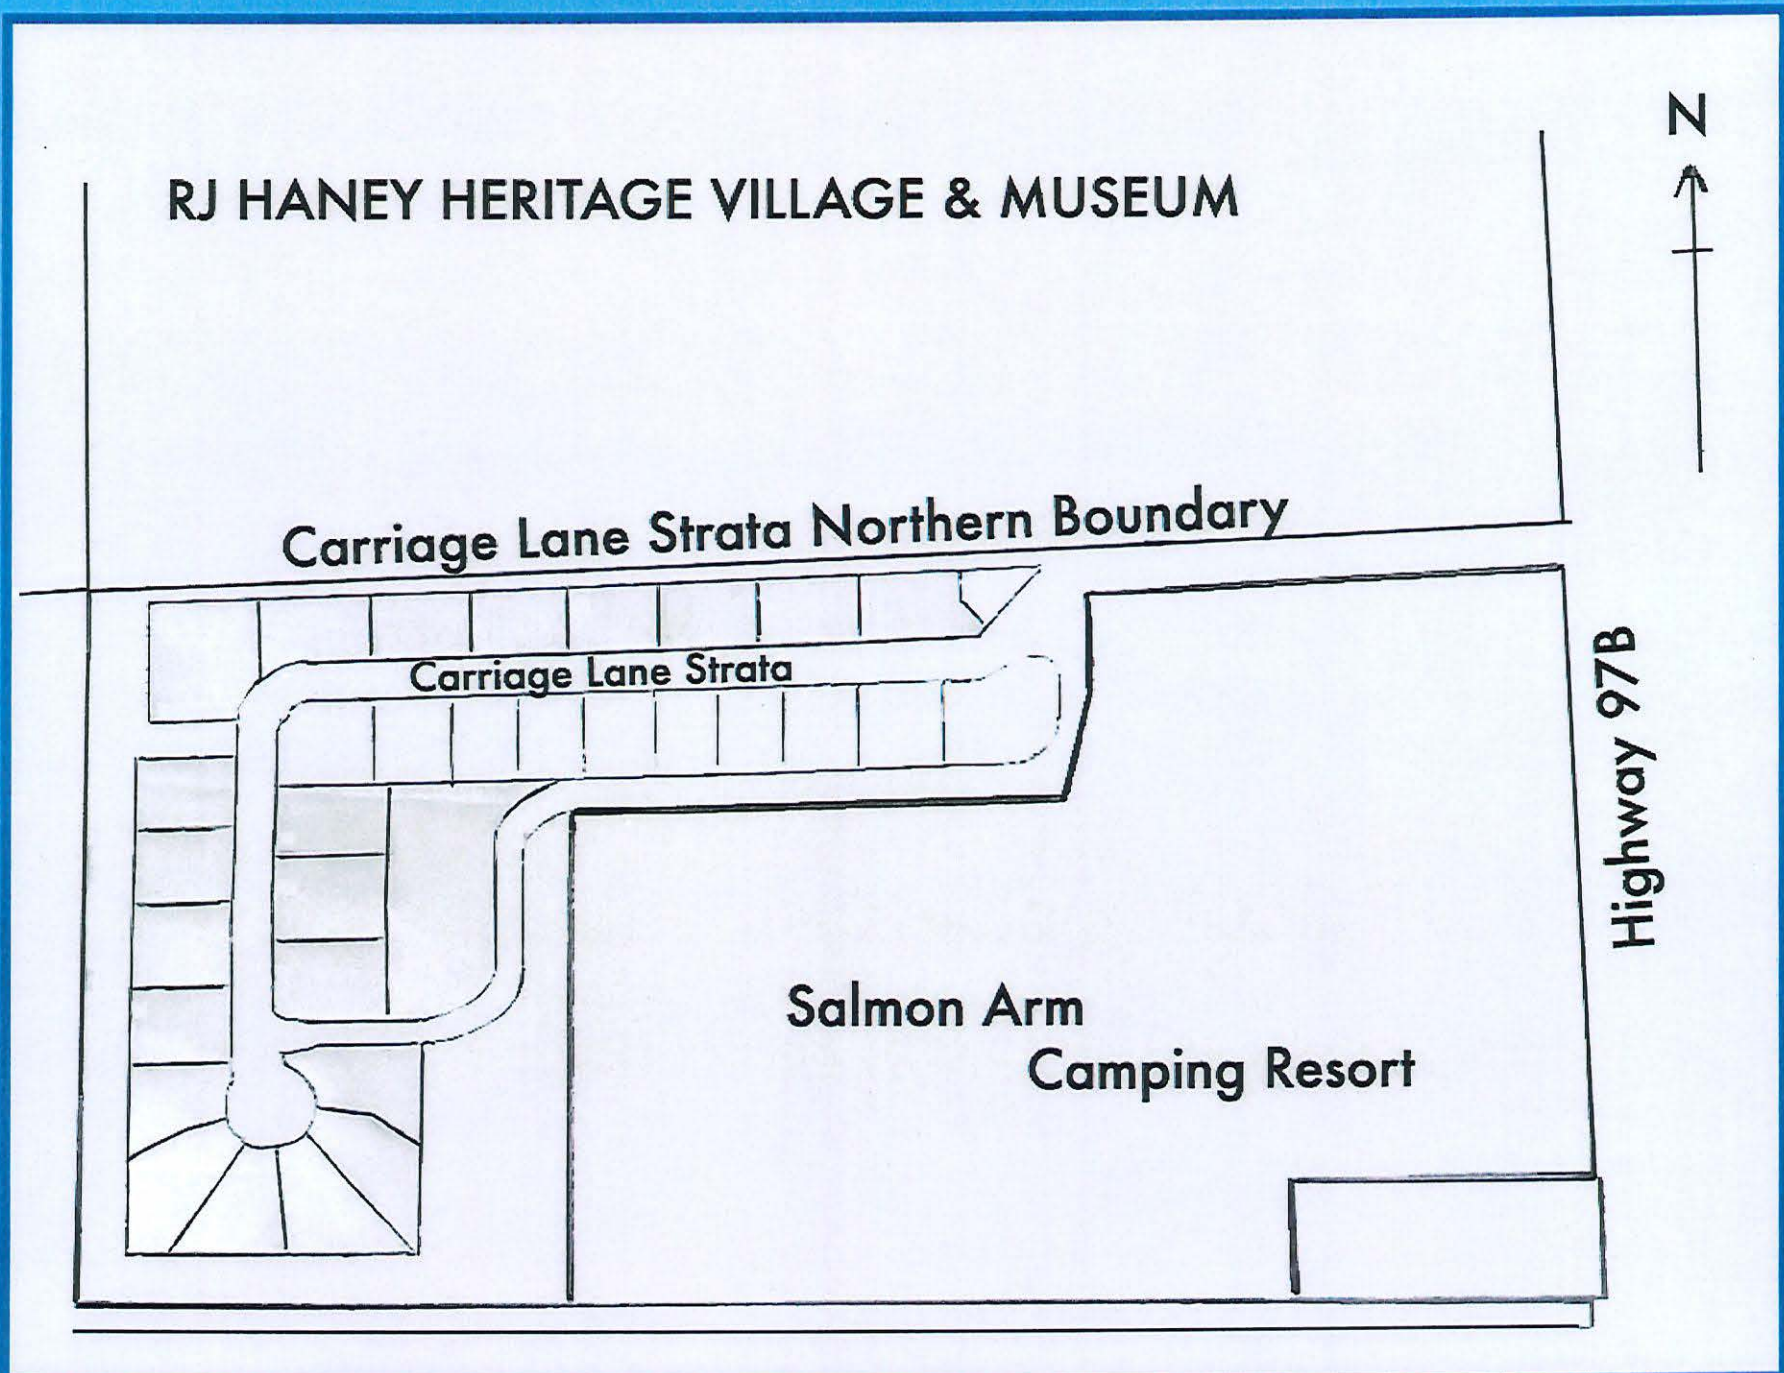 N
RJ HANEY HERITAGE VILLAGE & MUSEUM
Carriage Lane Strata Northern Boundary
Carriage Lane Strata
Highway 97B
Salmon Arm
Camping Resort